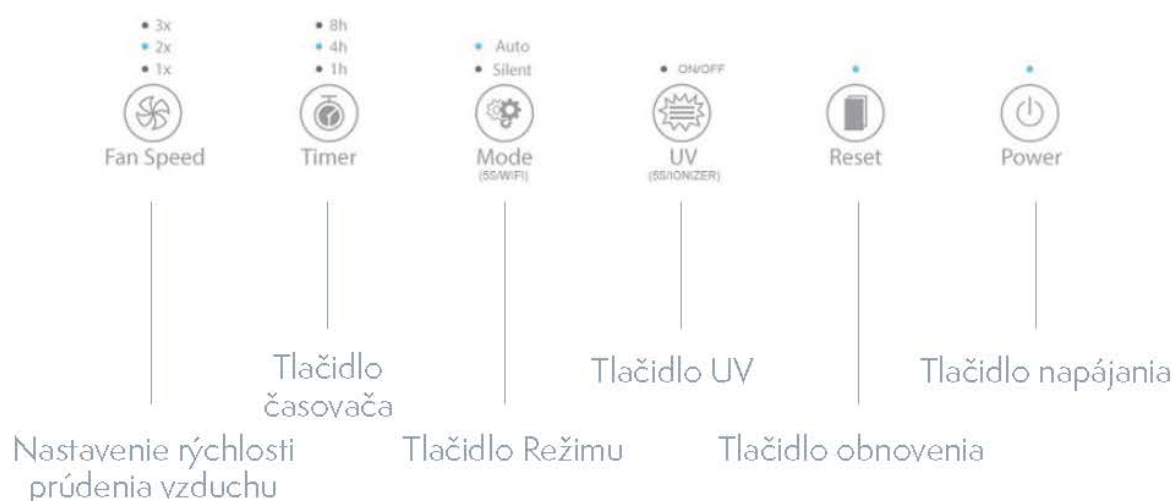 3x
2x
1x
Fan Speed
8h
4h
1h
Timer
Auto
Silent
Mode
(5S/WIFI)
ON/OFF
UV
(5S/IONIZER)
Reset
Power
Nastavenie rýchlosti
prúdenia vzduchu
Tlačidlo
časovača
Tlačidlo Režimu
Tlačidlo UV
Tlačidlo obnovenia
Tlačidlo napájania